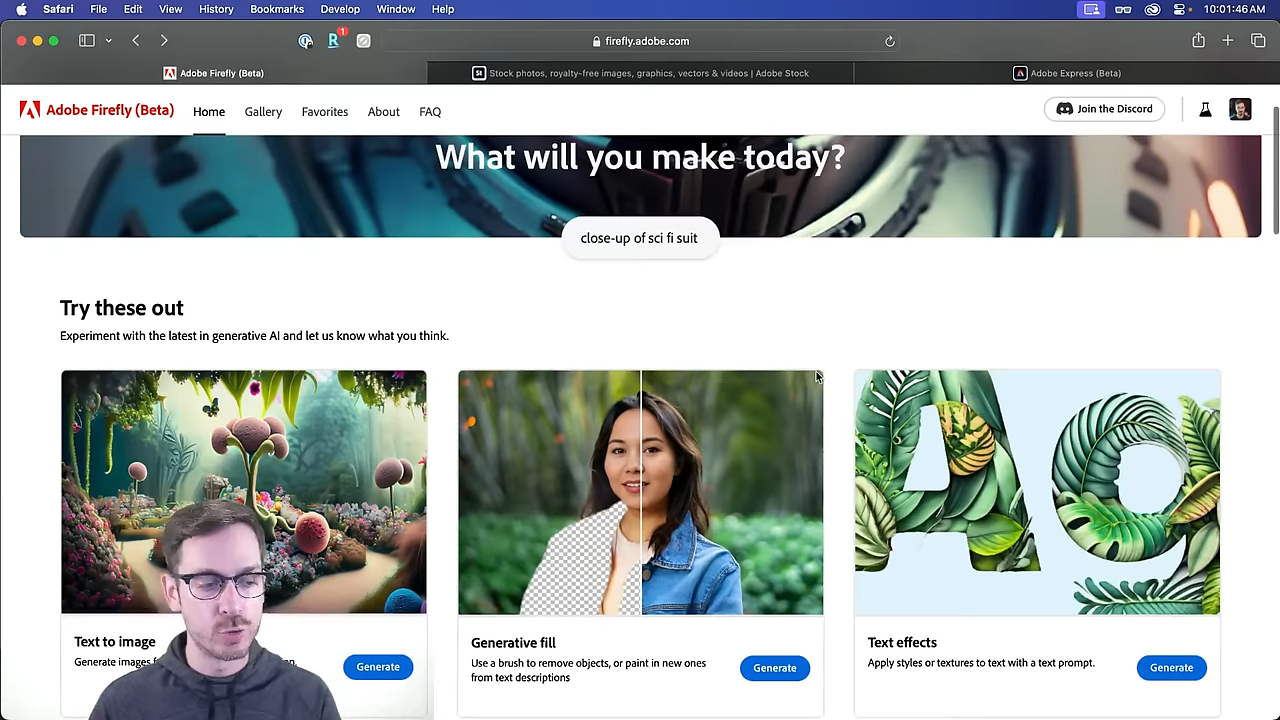 Safari File Edit View History Bookmarks Develop Window Help 10:01:46 AM
R 1 firefly.adobe.com
Adobe Firefly (Beta) St Stock photos, royalty-free images, graphics, vectors & videos | Adobe Stock Adobe Express (Beta)
Adobe Firefly (Beta) Home Gallery Favorites About FAQ Join the Discord
What will you make today?
close-up of sci fi suit
Try these out
Experiment with the latest in generative AI and let us know what you think.
Ag
Text to image
Generate images
Generate
Generative fill
Use a brush to remove objects, or paint in new ones
from text descriptions
Generate
Text effects
Apply styles or textures to text with a text prompt.
Generate